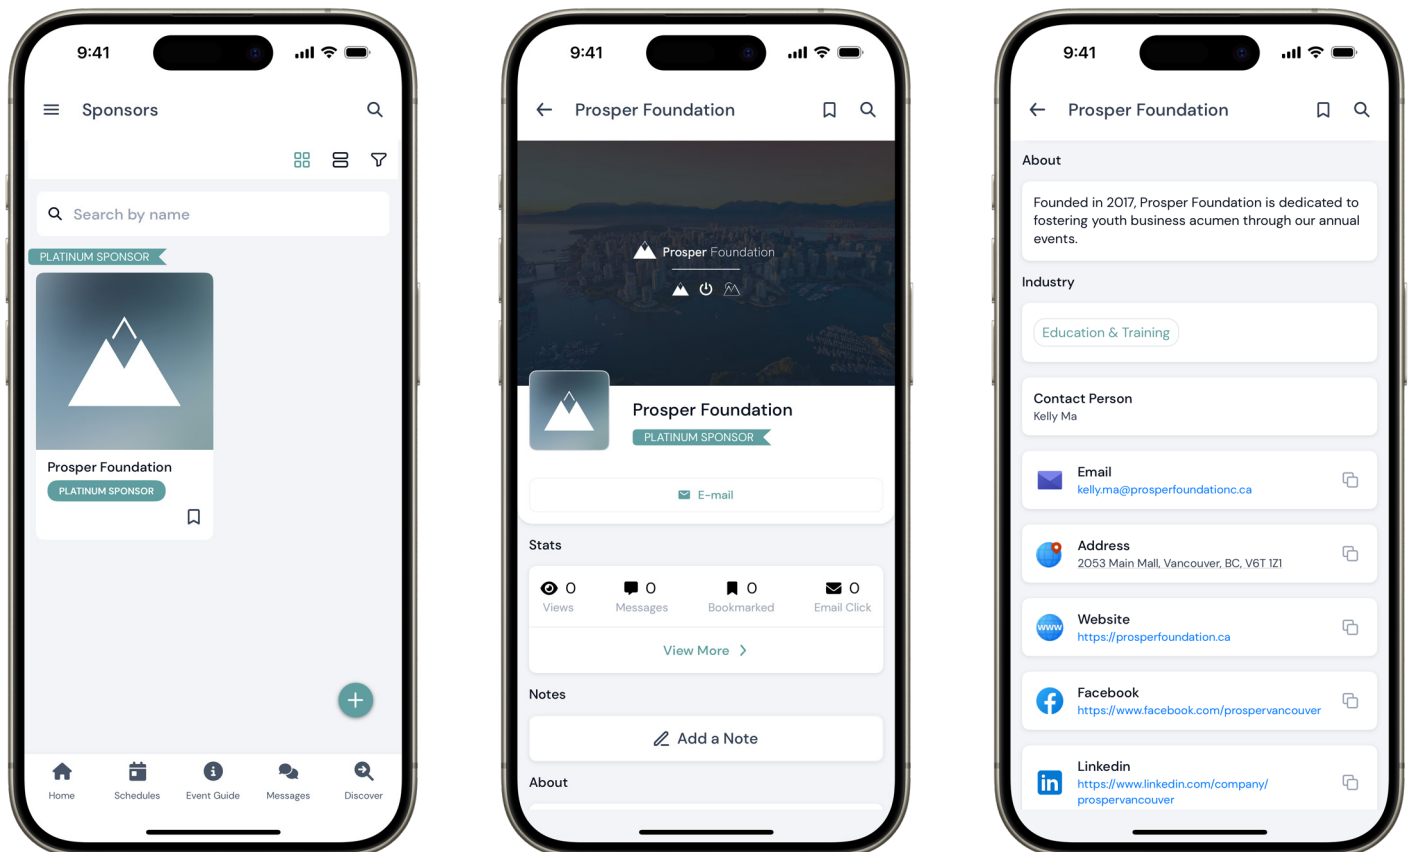 9:41
Sponsors
Search by name
PLATINUM SPONSOR
Prosper Foundation
PLATINUM SPONSOR
Home
Schedules
Event Guide
Messages
Discover
9:41
Prosper Foundation
Prosper Foundation
Prosper Foundation
PLATINUM SPONSOR
E-mail
Stats
0
0
0
0
Views
Messages
Bookmarked
Email Click
View More
Notes
Add a Note
About
9:41
Prosper Foundation
About
Founded in 2017, Prosper Foundation is dedicated to
fostering youth business acumen through our annual
events.
Industry
Education & Training
Contact Person
Kelly Ma
Email
kelly.ma@prosperfoundationc.ca
Address
2053 Main Mall, Vancouver, BC, V6T 1Z1
www
Website
https://prosperfoundation.ca
Facebook
https://www.facebook.com/prospervancouver
in
Linkedin
https://www.linkedin.com/company/
prospervancouver